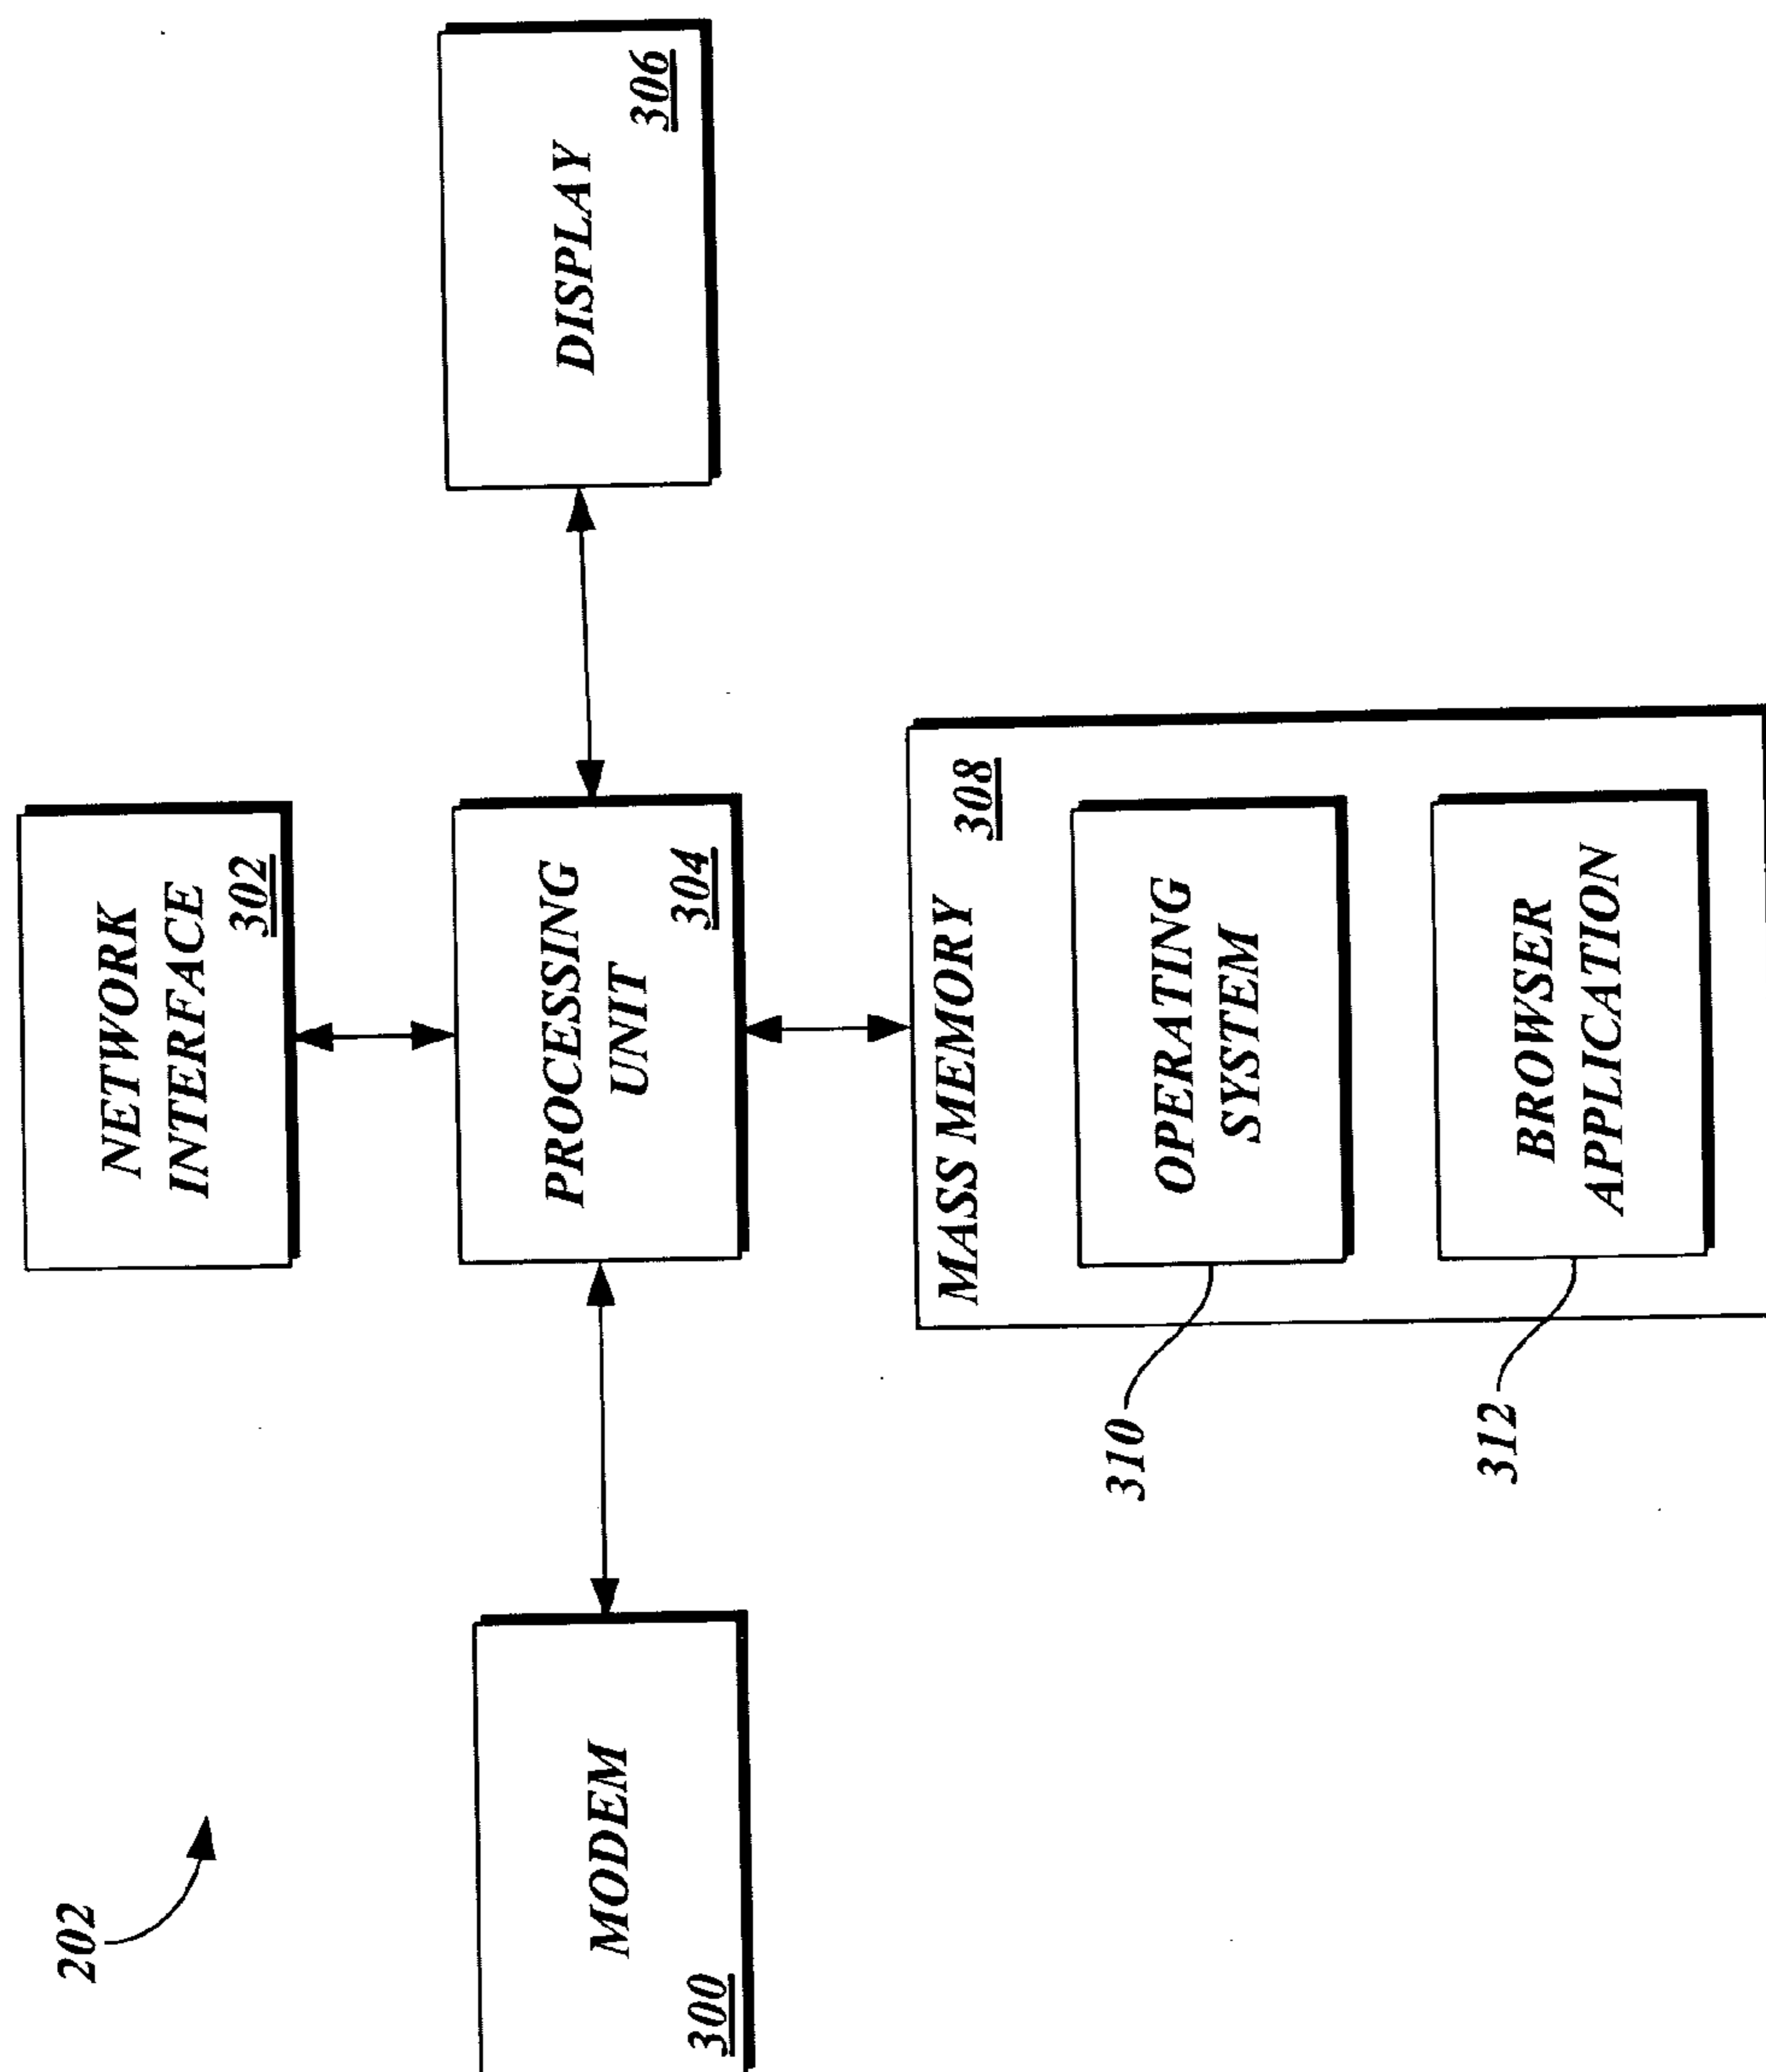 202
NETWORK
INTERFACE
302
MODEM
300
PROCESSING
UNIT
304
DISPLAY
306
MASS MEMORY
308
310
OPERATING
SYSTEM
312
BROWSER
APPLICATION